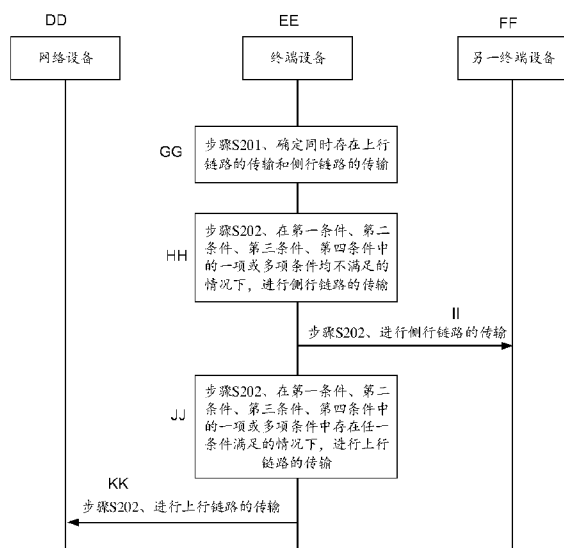 DD
EE
FF
网络设备
终端设备
另一终端设备
GG
步骤S201、确定同时存在上行
链路的传输和侧行链路的传输
HH
步骤S202、在第一条件、第二
条件、第三条件、第四条件中
的一项或多项条件均不满足的
情况下，进行侧行链路的传输
II
步骤S202、进行侧行链路的传输
JJ
步骤S202、在第一条件、第二
条件、第三条件、第四条件中
的一项或多项条件中存在任一
条件满足的情况下，进行上行
链路的传输
KK
步骤S202、进行上行链路的传输